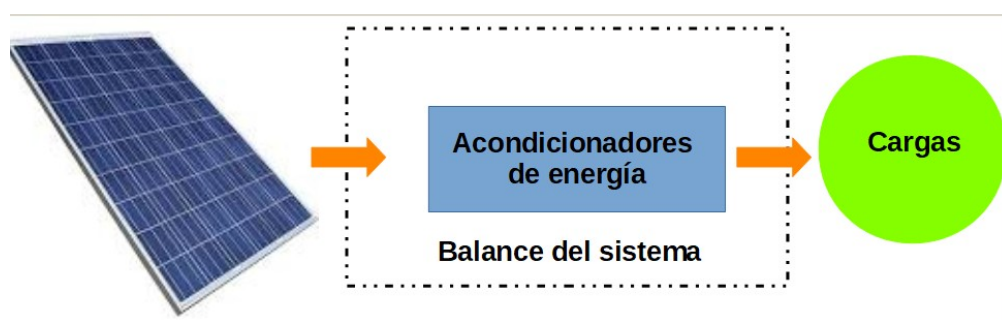 Acondicionadores
de energía
Cargas
Balance del sistema